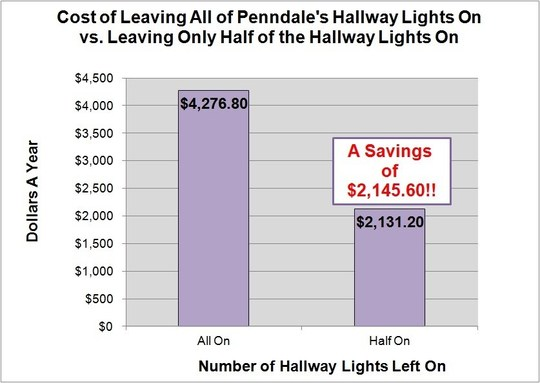 Cost of Leaving All of Penndale's Hallway Lights On
vs. Leaving Only Half of the Hallway Lights On
Dollars A Year
$4,500
$4,000
$3,500
$3,000
$2,500
$2,000
$1,500
$1,000
$500
$0
$4,276.80
A Savings
of
$2,145.60!!
$2,131.20
All On
Half On
Number of Hallway Lights Left On